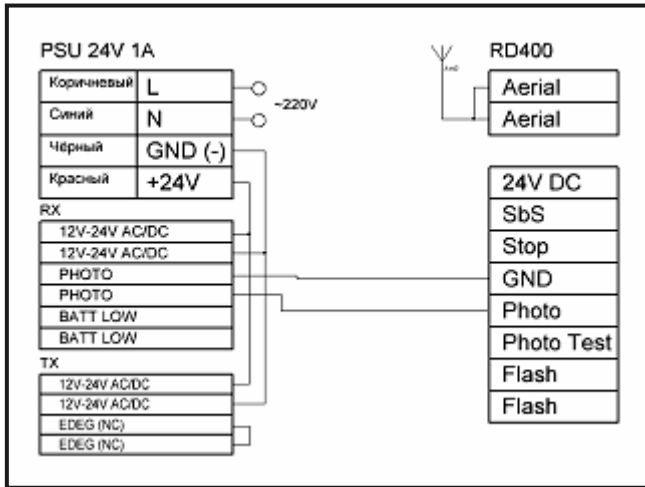 PSU 24V 1A
Коричневый L
Синий N
Чёрный GND (-)
Красный +24V
~220V
RX
12V-24V AC/DC
12V-24V AC/DC
PHOTO
PHOTO
BATT LOW
BATT LOW
TX
12V-24V AC/DC
12V-24V AC/DC
EDEG (NC)
EDEG (NC)
RD400
Aerial
Aerial
24V DC
SbS
Stop
GND
Photo
Photo Test
Flash
Flash